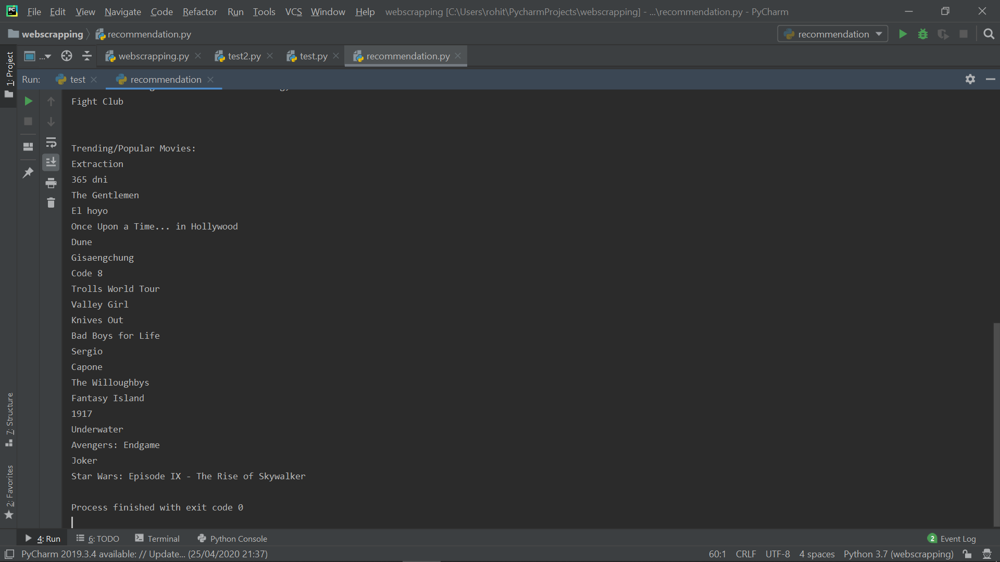 PC File Edit View Navigate Code Refactor Run Tools VCS Window Help webscrapping [C:\Users\rohit\PycharmProjects\webscrapping] - ...\recommendation.py - PyCharm
webscrapping recommendation.py recommendation
1: Project ... webscrapping.py test2.py test.py recommendation.py
Run: test recommendation
Fight Club
Trending/Popular Movies:
Extraction
365 dni
The Gentlemen
El hoyo
Once Upon a Time... in Hollywood
Dune
Gisaengchung
Code 8
Trolls World Tour
Valley Girl
Knives Out
Bad Boys for Life
Sergio
Capone
The Willoughbys
Fantasy Island
1917
Underwater
Avengers: Endgame
Joker
Star Wars: Episode IX - The Rise of Skywalker
Process finished with exit code 0
7: Structure
2: Favorites
4: Run 6: TODO Terminal Python Console 2 Event Log
PyCharm 2019.3.4 available: // Update... (25/04/2020 21:37) 60:1 CRLF UTF-8 4 spaces Python 3.7 (webscrapping)